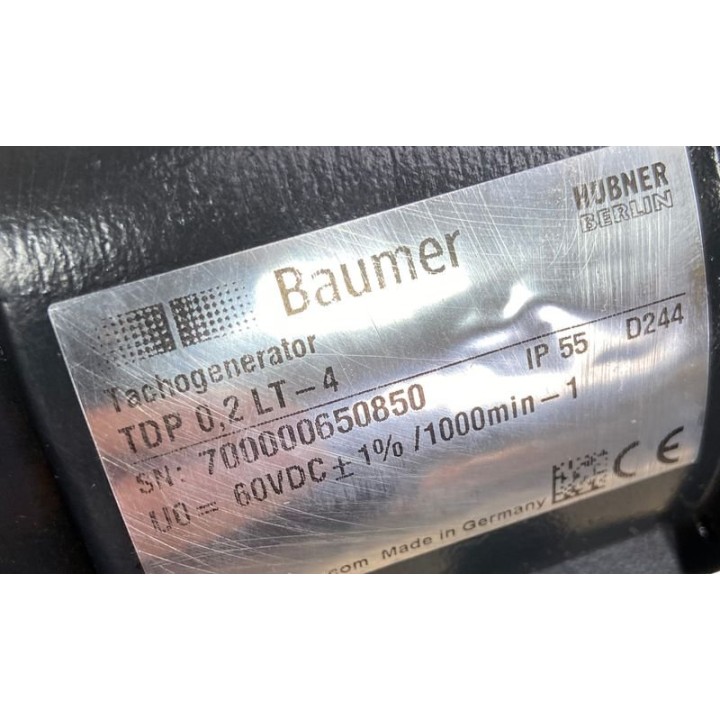 Baumer
HÜBNER
BERLIN
Tachogenerator
TDP 0,2 LT-4
IP 55 D244
SN: 700000650850
U0= 60VDC ± 1% /1000min-1
.com Made in Germany
CE